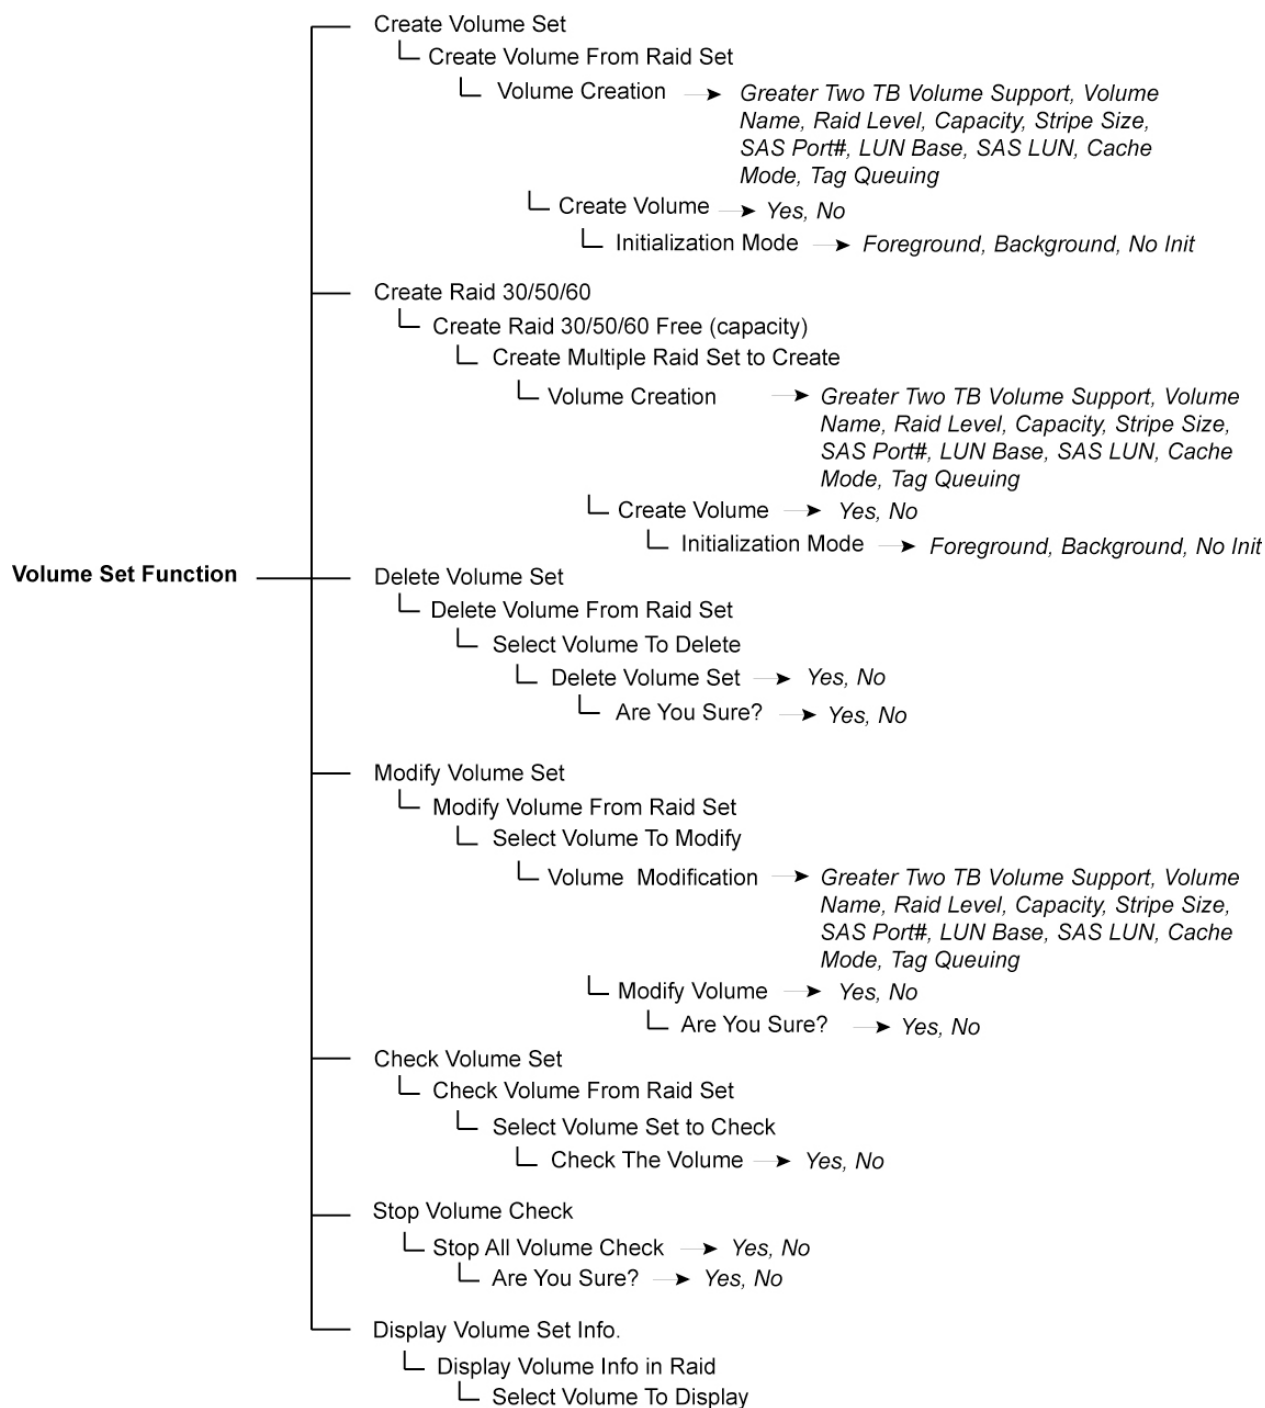 Create Volume Set
Create Volume From Raid Set
Volume Creation
Greater Two TB Volume Support, Volume
Name, Raid Level, Capacity, Stripe Size,
SAS Port#, LUN Base, SAS LUN, Cache
Mode, Tag Queuing
Create Volume
Yes, No
Initialization Mode
Foreground, Background, No Init
Create Raid 30/50/60
Create Raid 30/50/60 Free (capacity)
Create Multiple Raid Set to Create
Volume Creation
Greater Two TB Volume Support, Volume
Name, Raid Level, Capacity, Stripe Size,
SAS Port#, LUN Base, SAS LUN, Cache
Mode, Tag Queuing
Create Volume
Yes, No
Initialization Mode
Foreground, Background, No Init
Volume Set Function
Delete Volume Set
Delete Volume From Raid Set
Select Volume To Delete
Delete Volume Set
Yes, No
Are You Sure?
Yes, No
Modify Volume Set
Modify Volume From Raid Set
Select Volume To Modify
Volume Modification
Greater Two TB Volume Support, Volume
Name, Raid Level, Capacity, Stripe Size,
SAS Port#, LUN Base, SAS LUN, Cache
Mode, Tag Queuing
Modify Volume
Yes, No
Are You Sure?
Yes, No
Check Volume Set
Check Volume From Raid Set
Select Volume Set to Check
Check The Volume
Yes, No
Stop Volume Check
Stop All Volume Check
Yes, No
Are You Sure?
Yes, No
Display Volume Set Info.
Display Volume Info in Raid
Select Volume To Display